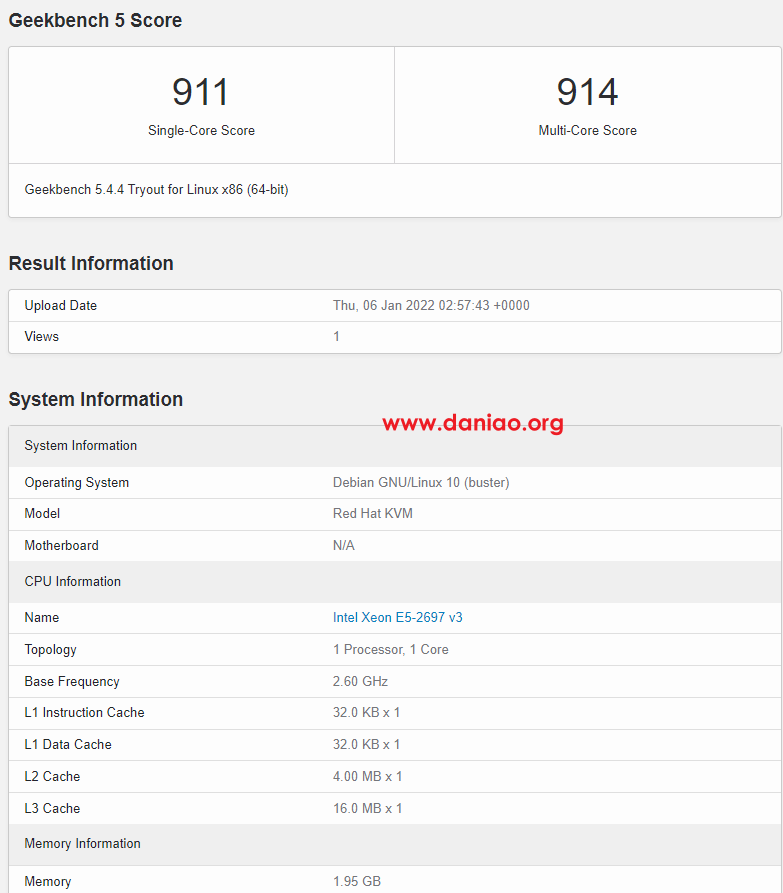 Geekbench 5 Score
911 914
Single-Core Score Multi-Core Score
Geekbench 5.4.4 Tryout for Linux x86 (64-bit)
Result Information
Upload Date Thu, 06 Jan 2022 02:57:43 +0000
Views 1
System Information
www.daniao.org
System Information
Operating System Debian GNU/Linux 10 (buster)
Model Red Hat KVM
Motherboard N/A
CPU Information
Name Intel Xeon E5-2697 v3
Topology 1 Processor, 1 Core
Base Frequency 2.60 GHz
L1 Instruction Cache 32.0 KB x 1
L1 Data Cache 32.0 KB x 1
L2 Cache 4.00 MB x 1
L3 Cache 16.0 MB x 1
Memory Information
Memory 1.95 GB